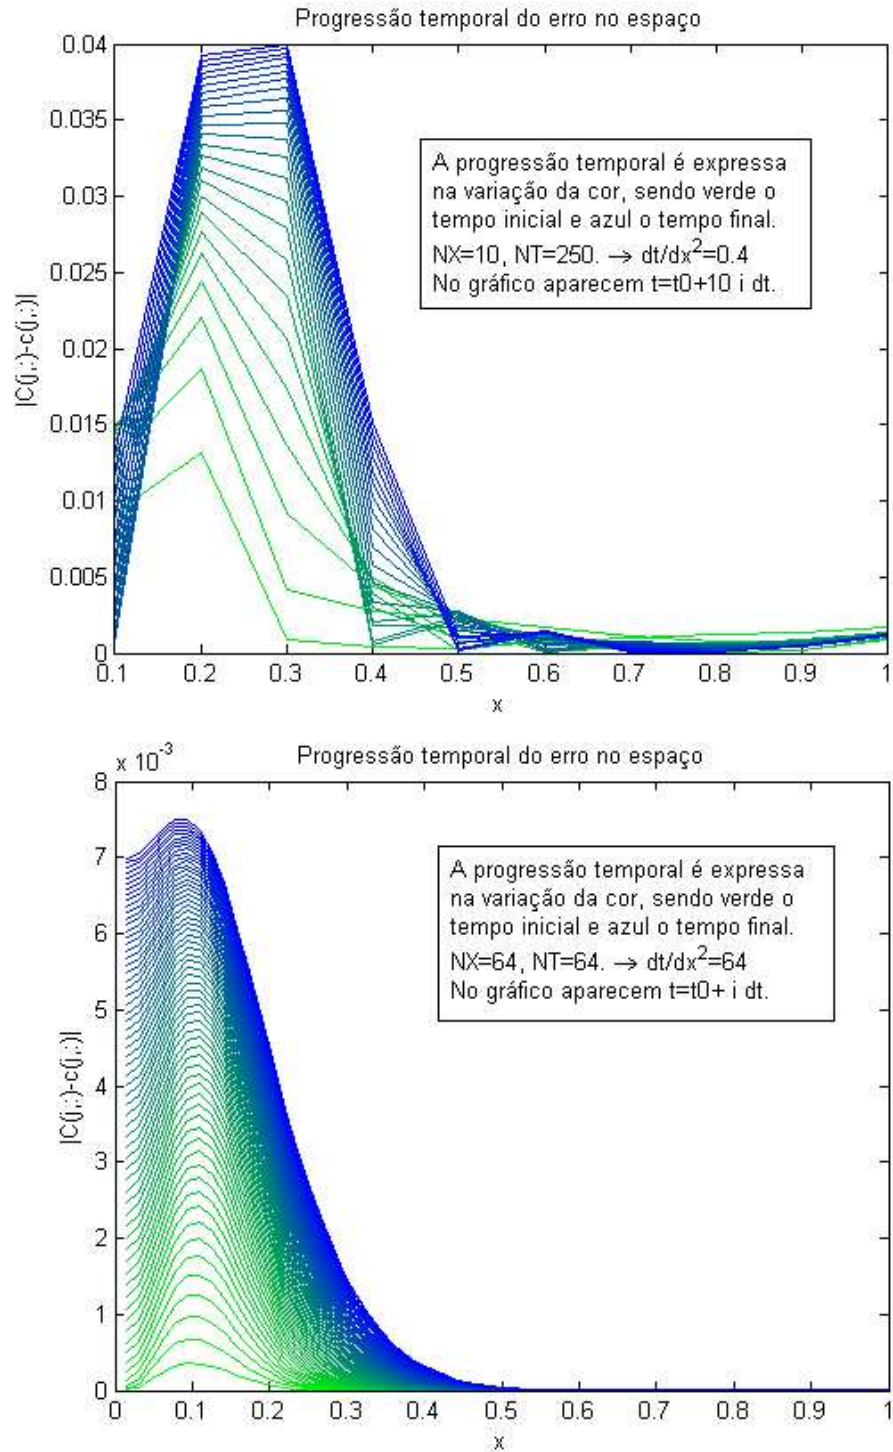 Progressão temporal do erro no espaço
0.04
0.035
0.03
0.025
0.02
0.015
0.01
0.005
0
|C(j,:)-c(j,:)|
A progressão temporal é expressa
na variação da cor, sendo verde o
tempo inicial e azul o tempo final.
NX=10, NT=250. → dt/dx²=0.4
No gráfico aparecem t=t0+10 i dt.
0.1 0.2 0.3 0.4 0.5 0.6 0.7 0.8 0.9 1
x
x 10⁻³
Progressão temporal do erro no espaço
8
7
6
5
4
3
2
1
0
|C(j,:)-c(j,:)|
A progressão temporal é expressa
na variação da cor, sendo verde o
tempo inicial e azul o tempo final.
NX=64, NT=64. → dt/dx²=64
No gráfico aparecem t=t0+ i dt.
0 0.1 0.2 0.3 0.4 0.5 0.6 0.7 0.8 0.9 1
x